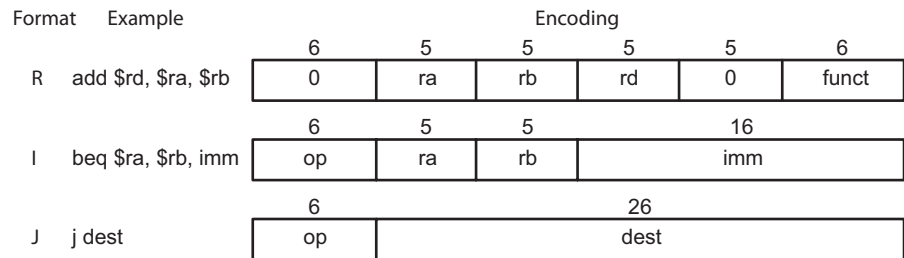 Format Example Encoding
6 5 5 5 5 6
R add $rd, $ra, $rb 0 ra rb rd 0 funct
6 5 5 16
I beq $ra, $rb, imm op ra rb imm
6 26
J j dest op dest